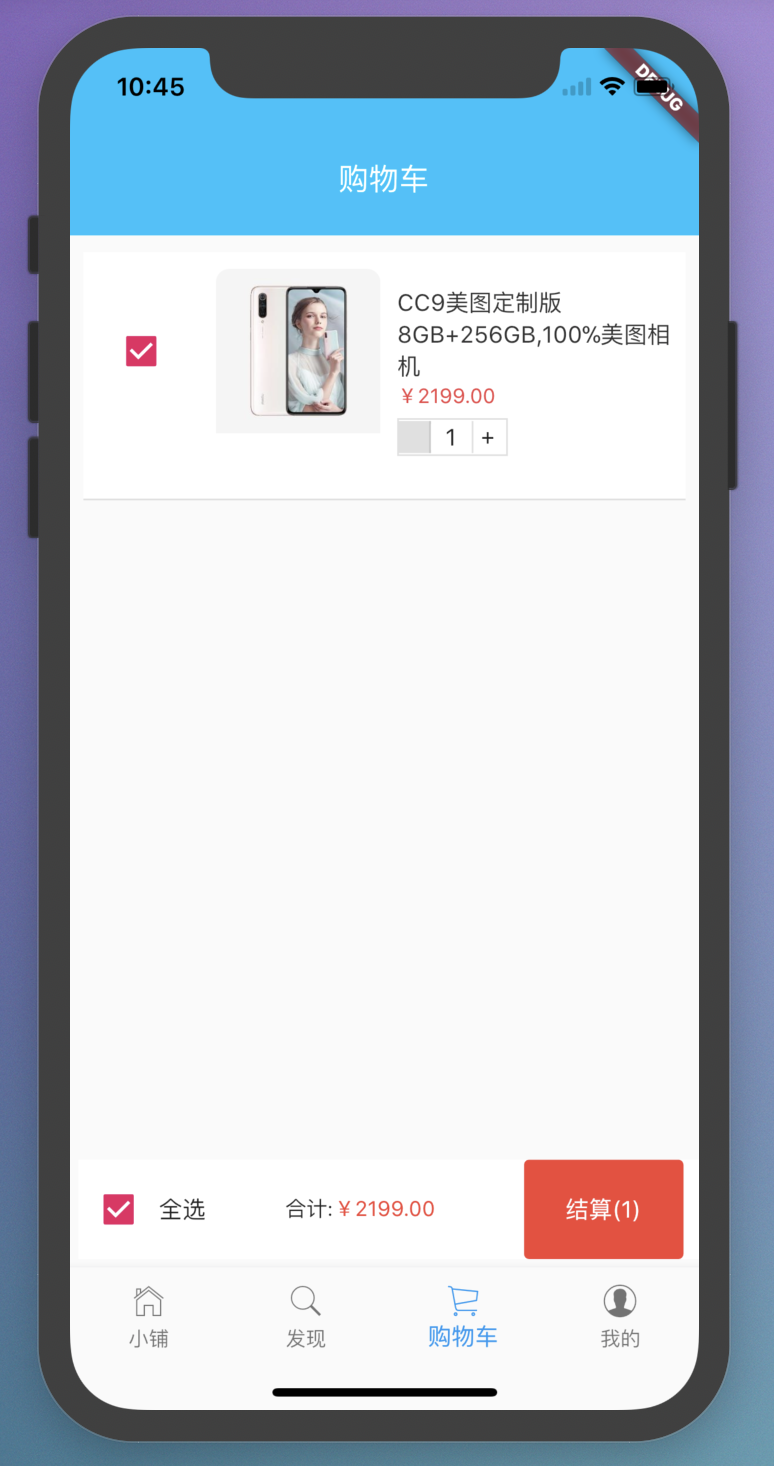 10:45
DEBUG
购物车
CC9美图定制版
8GB+256GB,100%美图相
机
￥2199.00
1 +
全选 合计:￥2199.00 结算(1)
小铺 发现 购物车 我的